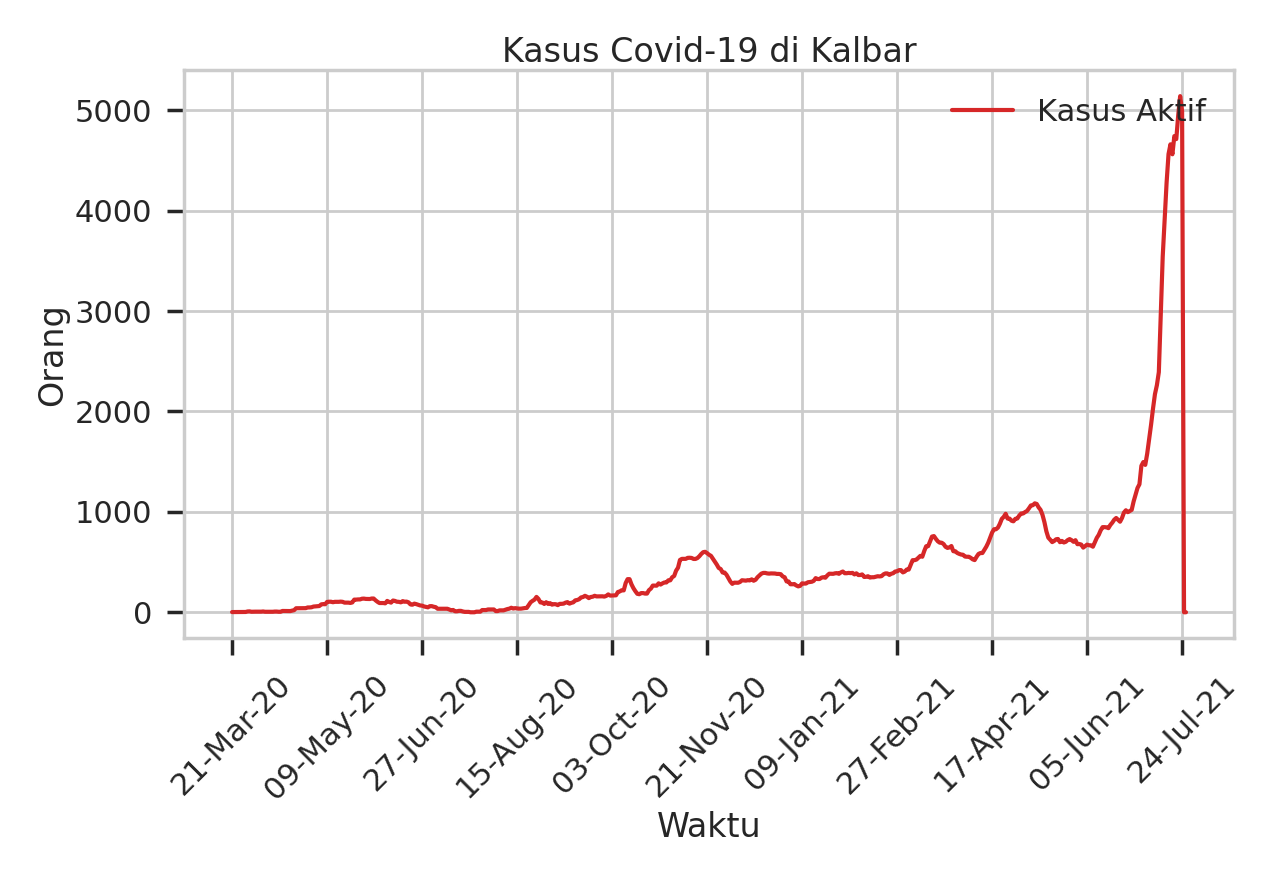 Kasus Covid-19 di Kalbar
Kasus Aktif
5000
4000
3000
2000
1000
0
Orang
21-Mar-20
09-May-20
27-Jun-20
15-Aug-20
03-Oct-20
21-Nov-20
09-Jan-21
27-Feb-21
17-Apr-21
05-Jun-21
24-Jul-21
Waktu